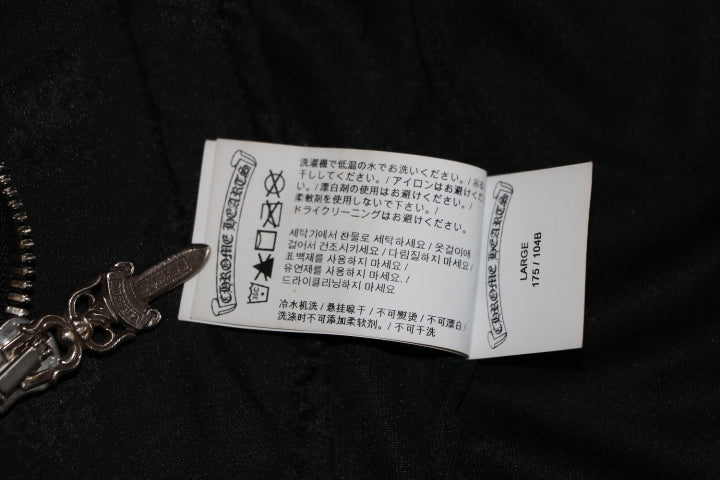 CHROME HEARTS
洗濯機で低温の水でお洗いください。/ 吊る
干ししてください。/ アイロンはお避けくだ
い。/ 漂白剤の使用はお避けください。/
柔軟剤を使用しないで下さい。/
ドライクリーニングはお避けください。
세탁기에서 찬물로 세탁하세요 / 옷걸이에
걸어서 건조시키세요 / 다림질하지 마세요 /
표백제를 사용하지 마세요 /
유연제를 사용하지 마세요. /
드라이클리닝 하지 마세요
冷水机洗 / 悬挂晾干 / 不可熨烫 / 不可漂白 /
洗涤时不可添加柔软剂。/ 不可干洗
CHROME HEARTS
LARGE
175 / 104B